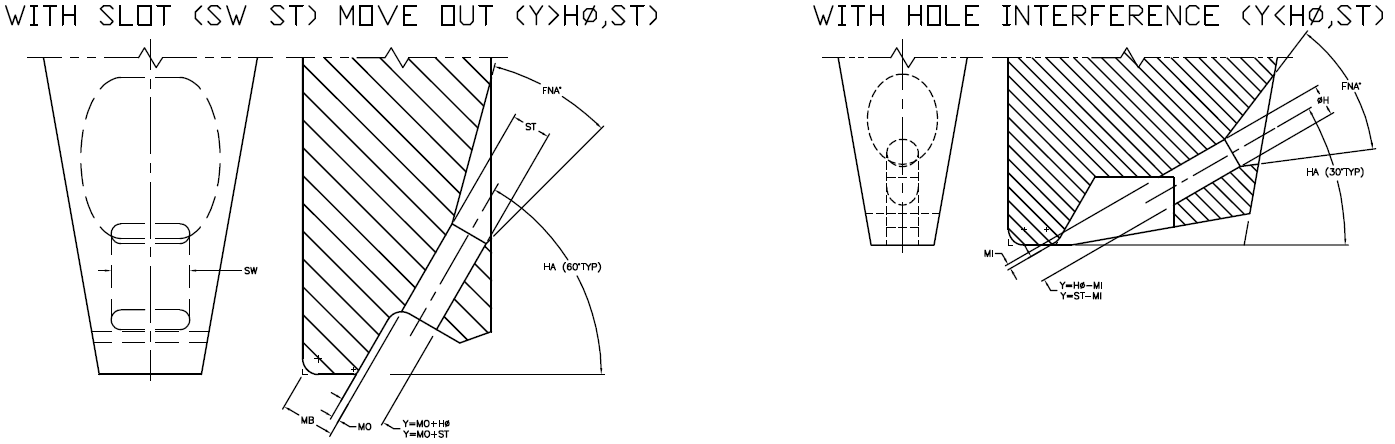 WITH SLOT (SW ST) MOVE OUT (Y>HØ,ST)
FNA°
ST
SW
HA (60°TYP)
MB
MO
Y=MO+HØ
Y=MO+ST
WITH HOLE INTERFERENCE (Y<HØ,ST)
FNA°
ØH
HA (30°TYP)
MI
Y=HØ-MI
Y=ST-MI